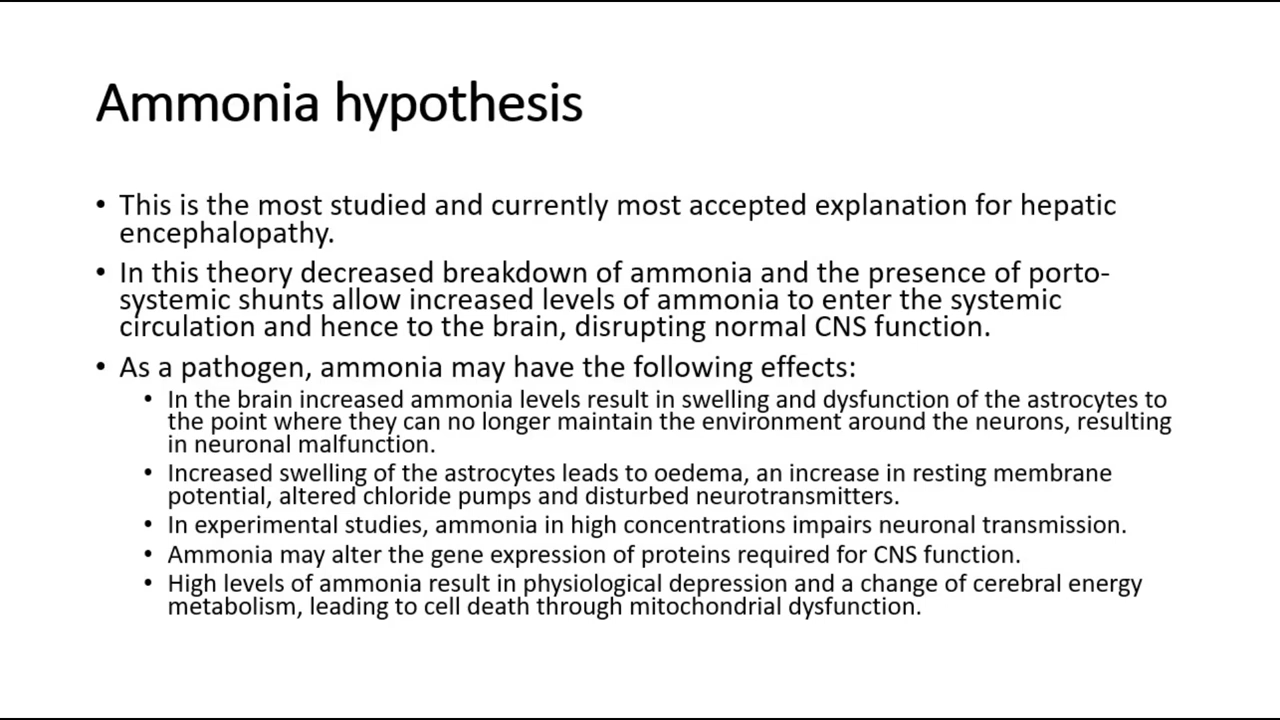 Ammonia hypothesis
• This is the most studied and currently most accepted explanation for hepatic
encephalopathy.
• In this theory decreased breakdown of ammonia and the presence of porto-
systemic shunts allow increased levels of ammonia to enter the systemic
circulation and hence to the brain, disrupting normal CNS function.
• As a pathogen, ammonia may have the following effects:
• In the brain increased ammonia levels result in swelling and dysfunction of the astrocytes to
the point where they can no longer maintain the environment around the neurons, resulting
in neuronal malfunction.
• Increased swelling of the astrocytes leads to oedema, an increase in resting membrane
potential, altered chloride pumps and disturbed neurotransmitters.
• In experimental studies, ammonia in high concentrations impairs neuronal transmission.
• Ammonia may alter the gene expression of proteins required for CNS function.
• High levels of ammonia result in physiological depression and a change of cerebral energy
metabolism, leading to cell death through mitochondrial dysfunction.